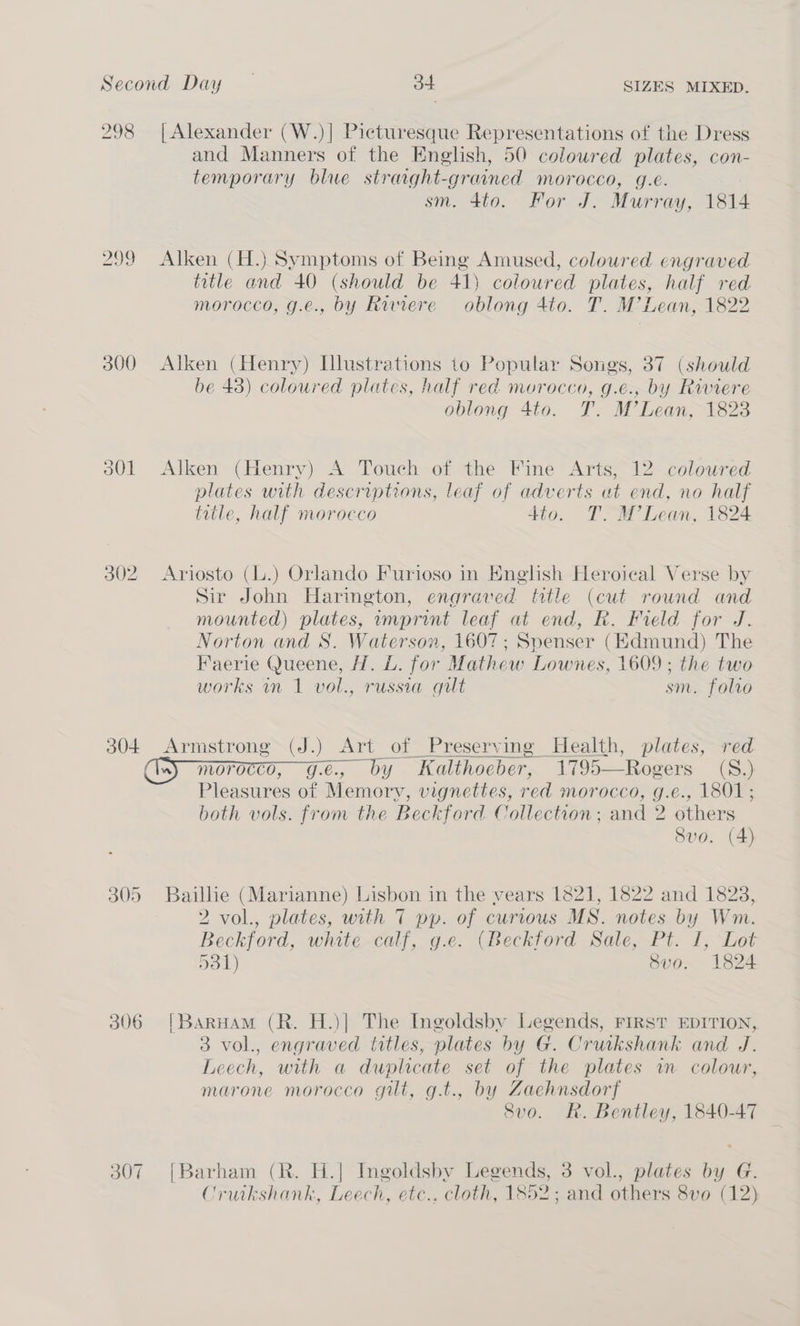 Second Day 34 SIZES MIXED.
298 [Alexander (W.)] Picturesque Representations of the Dress
and Manners of the English, 50 coloured plates, con-
temporary blue straight-grained morocco, g.e.
sm. 4to. For J. Murray, 1814
299 Alken (H.) Symptoms of Being Amused, coloured engraved
title and 40 (should be 41) coloured plates, half red
morocco, g.e., by Riviere oblong 4to. T. M'Lean, 1822
300 Alken (Henry) Illustrations to Popular Songs, 37 (should
be 43) coloured plates, half red morocco, g.e., by Riviere
oblong 4to. T. M'Lean, 1823
301 Alken (Henry) A Touch of the Fine Arts, 12 coloured
plates with descriptions, leaf of adverts at end, no half
title, half morocco 4to. T. M'Lean, 1824
302 Ariosto (L.) Orlando Furioso in English Heroical Verse by
Sir John Harington, engraved title (cut round and
mounted) plates, imprint leaf at end, R. Field for J.
Norton and S. Waterson, 1607; Spenser (Edmund) The
Faerie Queene, H. L. for Mathew Lownes, 1609; the two
works in 1 vol., russia gilt sm. folio
304 Armstrong (J.) Art of Preserving Health, plates, red
morocco, g.e., by Kalthoeber, 1795—Rogers (S.)
Pleasures of Memory, vignettes, red morocco, g.e., 1801;
both vols. from the Beckford Collection; and 2 others
8vo. (4)
305 Baillie (Marianne) Lisbon in the years 1821, 1822 and 1823,
2 vol., plates, with 7 pp. of curious MS. notes by Wm.
Beckford, white calf, g.e. (Beckford Sale, Pt. I, Lot
531) 8vo. 1824
306 [Barham (R. H.)] The Ingoldsby Legends, FIRST EDITION,
3 vol., engraved titles, plates by G. Cruikshank and J.
Leech, with a duplicate set of the plates in colour,
marone morocco gilt, g.t., by Zaehnsdorf
8vo. R. Bentley, 1840-47
307 [Barham (R. H.] Ingoldsby Legends, 3 vol., plates by G.
Cruikshank, Leech, etc., cloth, 1852; and others 8vo (12)